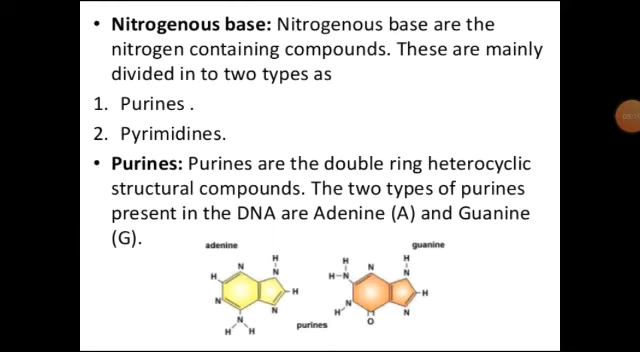 • Nitrogenous base: Nitrogenous base are the
nitrogen containing compounds. These are mainly
divided in to two types as
1. Purines .
2. Pyrimidines.
• Purines: Purines are the double ring heterocyclic
structural compounds. The two types of purines
present in the DNA are Adenine (A) and Guanine
(G).
adenine
guanine
H
N
H
N
H
N
N
N
H H
H
H–N
N
H
N
H
N
H
O
N
purines